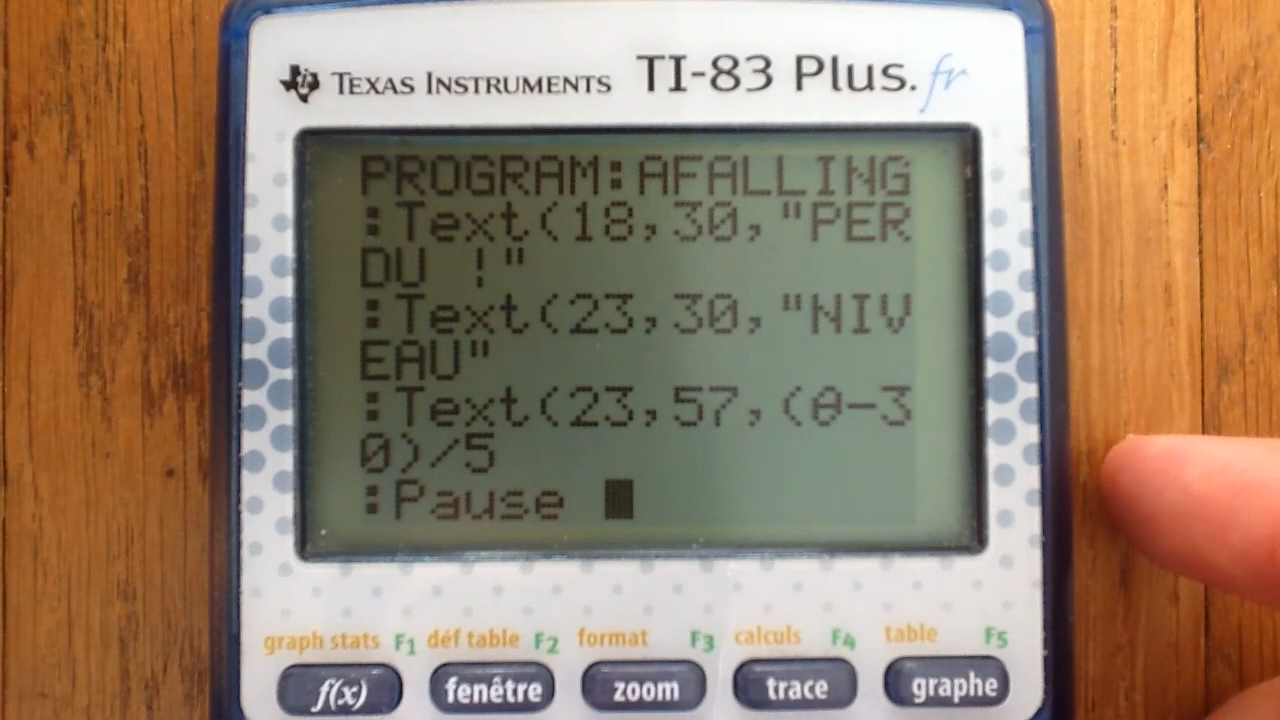 TEXAS INSTRUMENTS TI-83 Plus.fr
PROGRAM:AFALLING
:Text(18,30,"PER
DU !"
:Text(23,30,"NIV
EAU"
:Text(23,57,(θ-3
0)/5
:Pause
graph stats F1 déf table F2 format F3 calculs F4 table F5
f(x) fenêtre zoom trace graphe